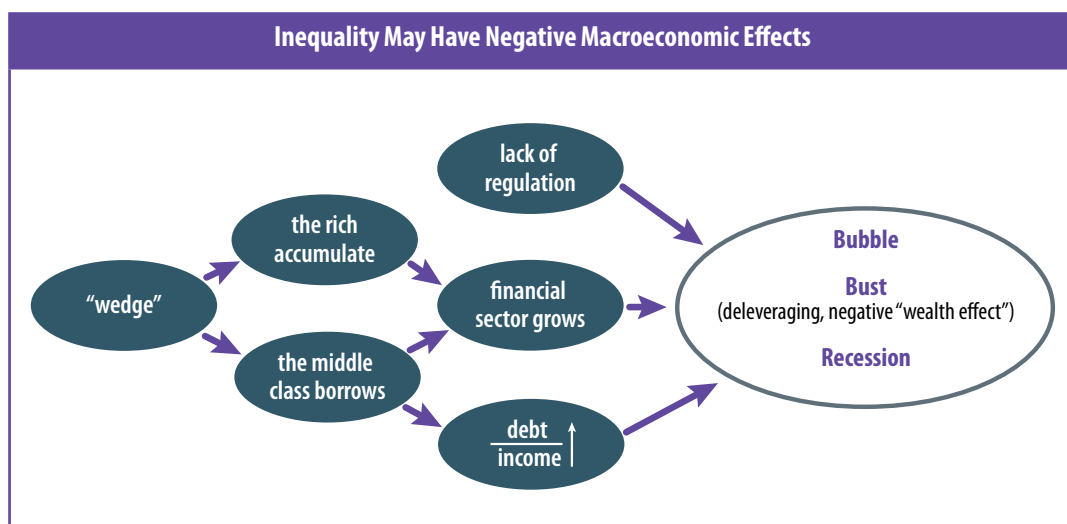 Inequality May Have Negative Macroeconomic Effects
lack of
regulation
the rich
accumulate
“wedge”
financial
sector grows
the middle
class borrows
debt
income
Bubble
Bust
(deleveraging, negative “wealth effect”)
Recession